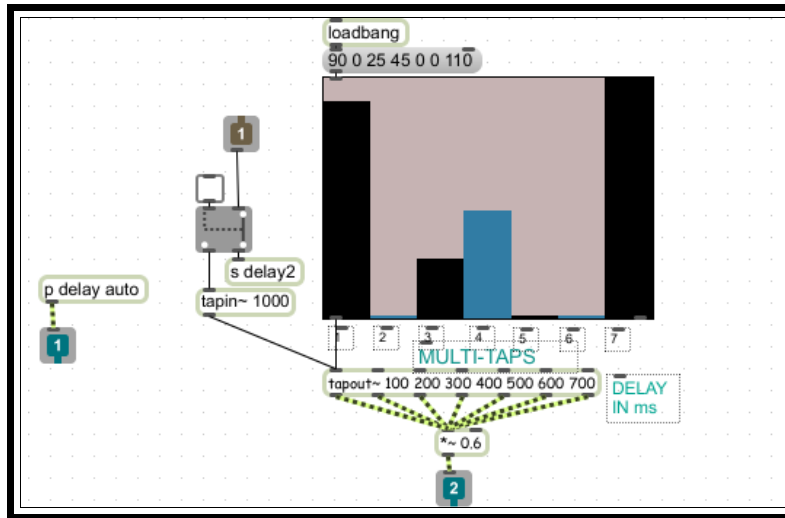 loadbang
90 0 25 45 0 0 110
1
s delay2
p delay auto
tapin~ 1000
1
1 2 3 4 5 6 7
MULTI-TAPS
tapout~ 100 200 300 400 500 600 700
DELAY
IN ms
*~ 0.6
2